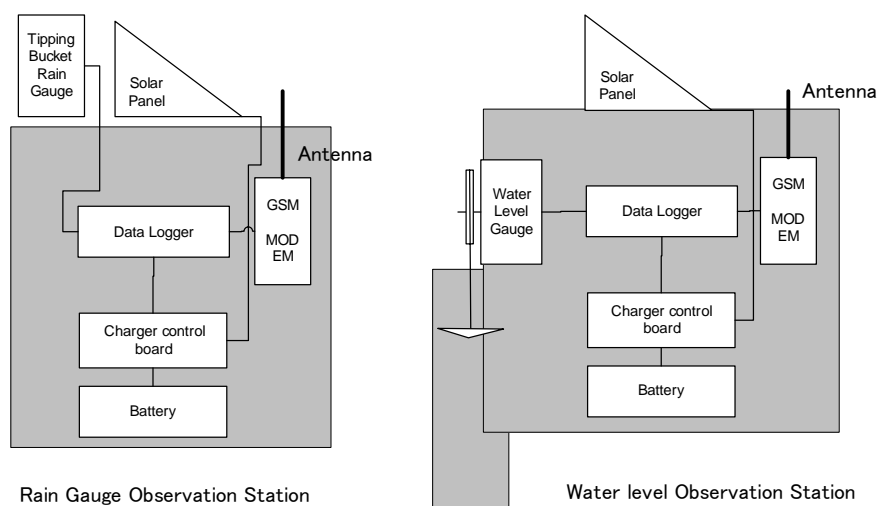 Tipping
Bucket
Rain
Gauge
Solar
Panel
Antenna
GSM
MOD
EM
Data Logger
Charger control
board
Battery
Rain Gauge Observation Station
Solar
Panel
Antenna
Water
Level
Gauge
Data Logger
GSM
MOD
EM
Charger control
board
Battery
Water level Observation Station